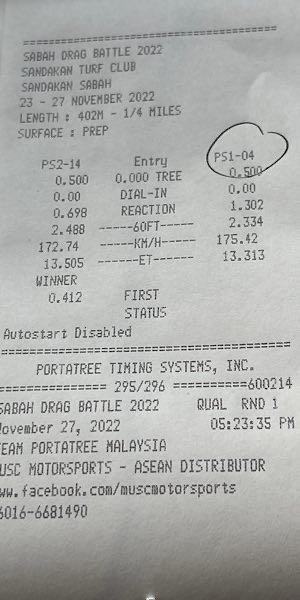 =====================================
SABAH DRAG BATTLE 2022
SANDAKAN TURF CLUB
SANDAKAN SABAH
23 - 27 NOVEMBER 2022
LENGTH : 402M - 1/4 MILES
SURFACE : PREP
=====================================
PS2-14 Entry PS1-04
0.500 0.000 TREE 0.500
0.00 DIAL-IN 0.00
0.698 REACTION 1.302
2.488 -----60FT----- 2.334
172.74 -----KM/H----- 175.42
13.505 ------ET------ 13.313
WINNER
0.412 FIRST
STATUS
Autostart Disabled
=====================================
PORTATREE TIMING SYSTEMS, INC.
=============== 295/296 ==========600214
SABAH DRAG BATTLE 2022 QUAL RND 1
November 27, 2022 05:23:35 PM
TEAM PORTATREE MALAYSIA
MUSC MOTORSPORTS - ASEAN DISTRIBUTOR
ww.facebook.com/muscmotorsports
6016-6681490